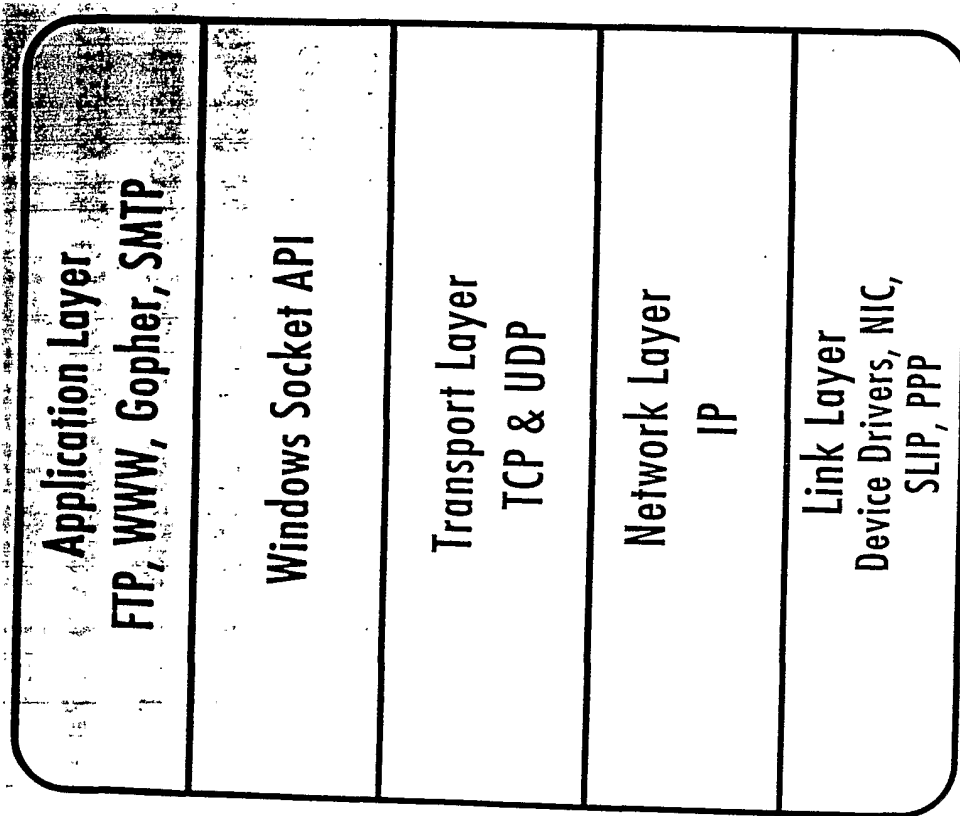 Application Layer
FTP, WWW, Gopher, SMTP
Windows Socket API
Transport Layer
TCP & UDP
Network Layer
IP
Link Layer
Device Drivers, NIC,
SLIP, PPP